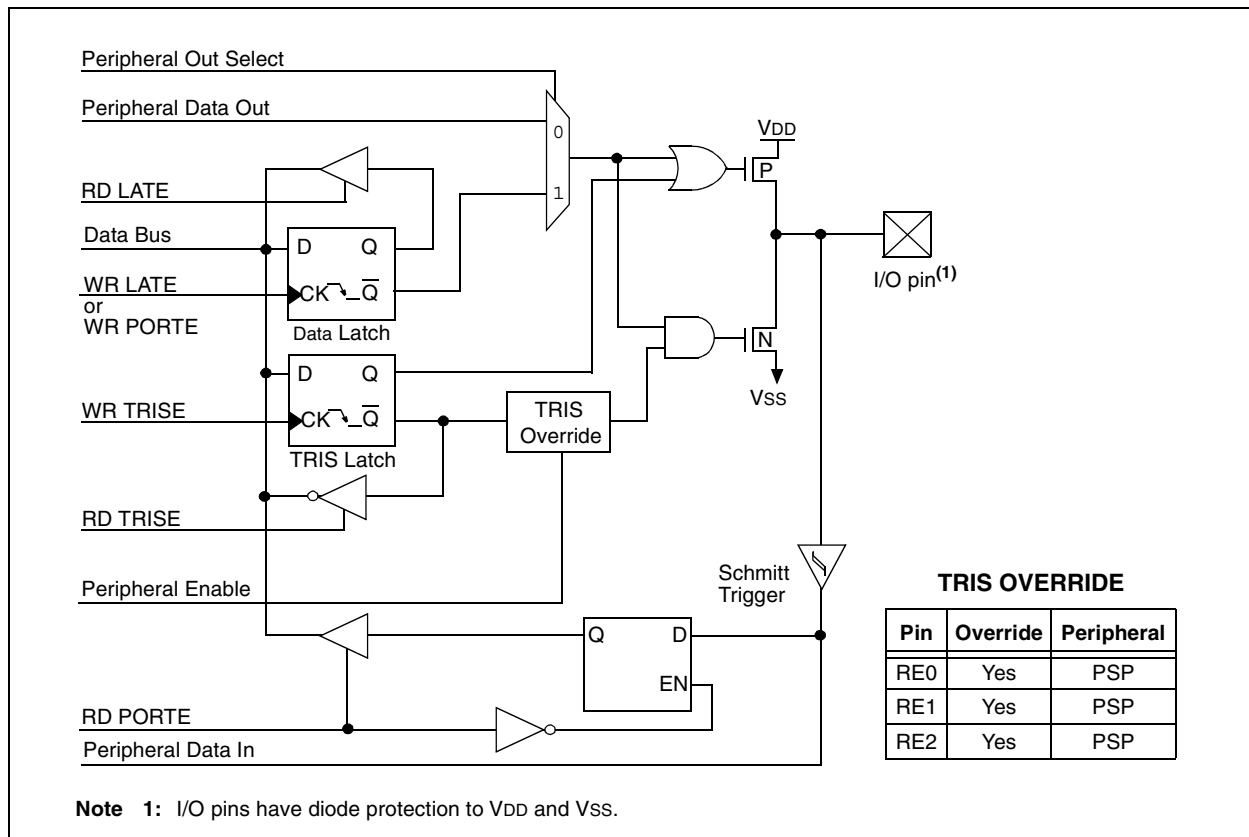 Peripheral Out Select
Peripheral Data Out
0
1
VDD
P
RD LATE
Data Bus
D Q
WR LATE
or
WR PORTE
CK Q̅
Data Latch
I/O pin(1)
N
VSS
D Q
WR TRISE
CK Q̅
TRIS Latch
TRIS
Override
RD TRISE
Peripheral Enable
Schmitt
Trigger
Q D
EN
RD PORTE
Peripheral Data In
TRIS OVERRIDE
Pin Override Peripheral
RE0 Yes PSP
RE1 Yes PSP
RE2 Yes PSP
Note 1: I/O pins have diode protection to VDD and VSS.